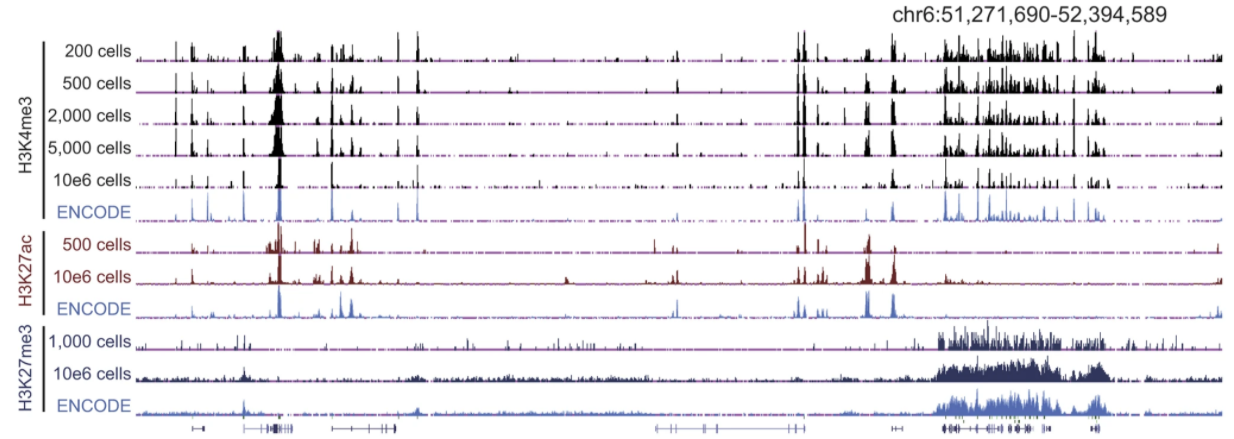 chr6:51,271,690-52,394,589
H3K4me3
200 cells
500 cells
2,000 cells
5,000 cells
10e6 cells
ENCODE
H3K27ac
500 cells
10e6 cells
ENCODE
H3K27me3
1,000 cells
10e6 cells
ENCODE